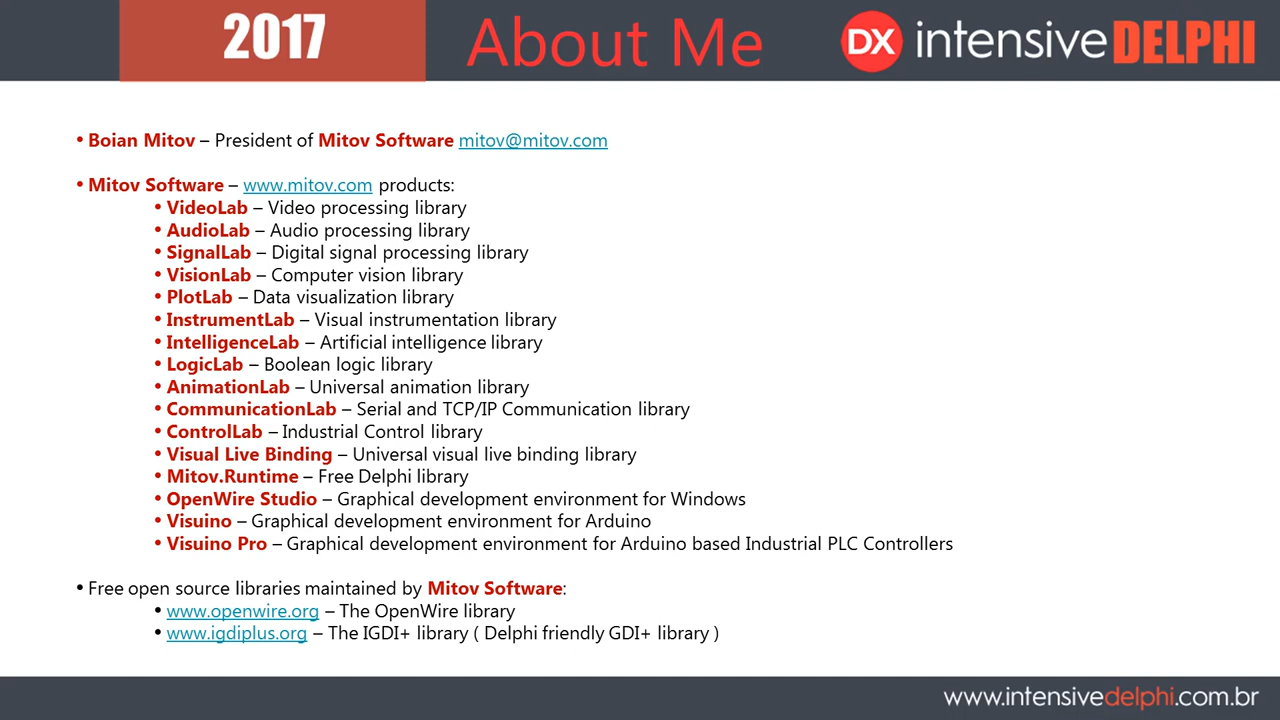 2017
About Me
DX intensiveDELPHI
• Boian Mitov – President of Mitov Software mitov@mitov.com
• Mitov Software – www.mitov.com products:
• VideoLab – Video processing library
• AudioLab – Audio processing library
• SignalLab – Digital signal processing library
• VisionLab – Computer vision library
• PlotLab – Data visualization library
• InstrumentLab – Visual instrumentation library
• IntelligenceLab – Artificial intelligence library
• LogicLab – Boolean logic library
• AnimationLab – Universal animation library
• CommunicationLab – Serial and TCP/IP Communication library
• ControlLab – Industrial Control library
• Visual Live Binding – Universal visual live binding library
• Mitov.Runtime – Free Delphi library
• OpenWire Studio – Graphical development environment for Windows
• Visuino – Graphical development environment for Arduino
• Visuino Pro – Graphical development environment for Arduino based Industrial PLC Controllers
• Free open source libraries maintained by Mitov Software:
• www.openwire.org – The OpenWire library
• www.igdiplus.org – The IGDI+ library ( Delphi friendly GDI+ library )
www.intensivedelphi.com.br